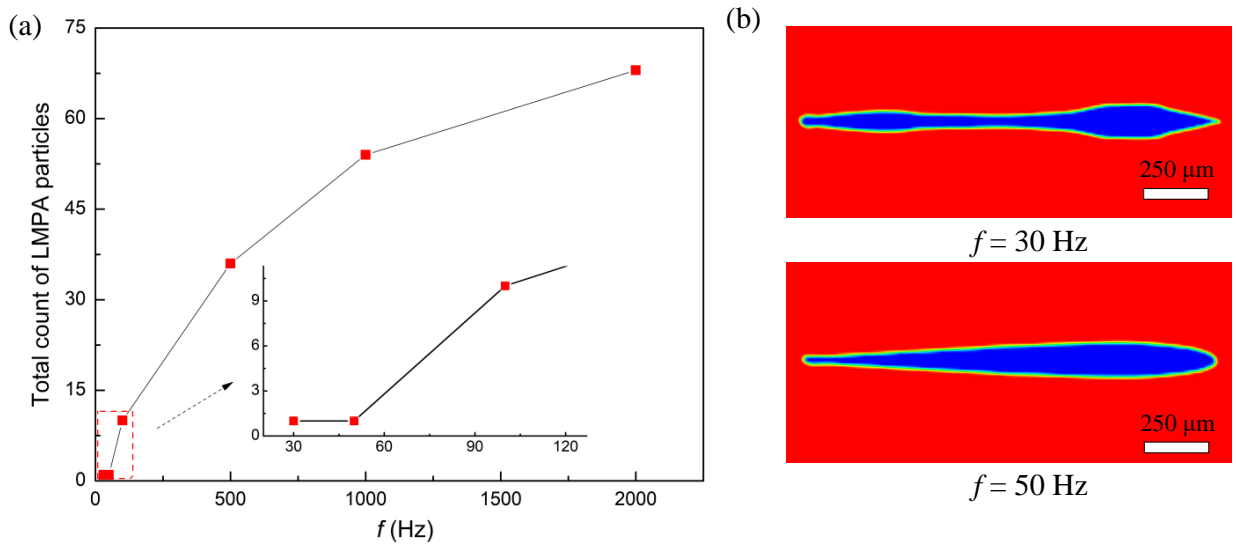 (a)
75
60
45
30
15
0
Total count of LMPA particles
9
6
3
0
30
60
90
120
0
500
1000
1500
2000
f (Hz)
(b)
250 μm
f = 30 Hz
250 μm
f = 50 Hz